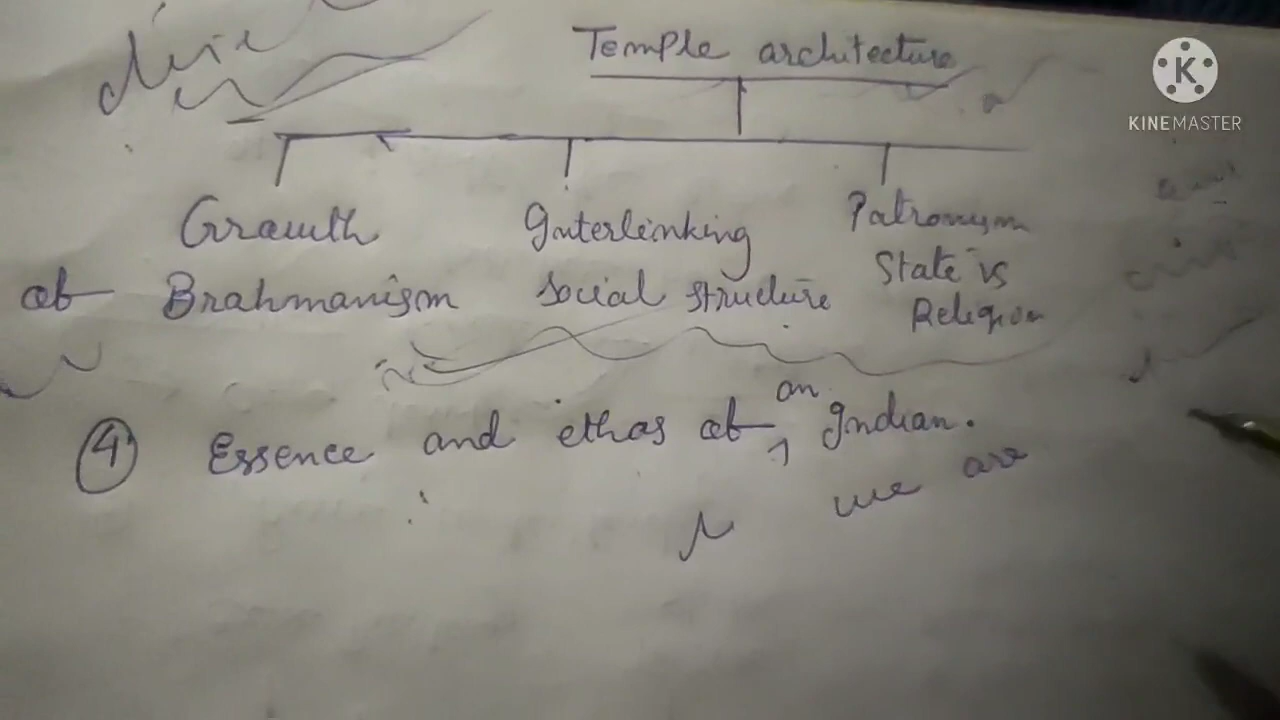 Temple architecture
KINEMASTER
Growth Interlinking Patronism
of Brahmanism social structure State vs Religion
④ Essence and ethos of an Indian.
we are